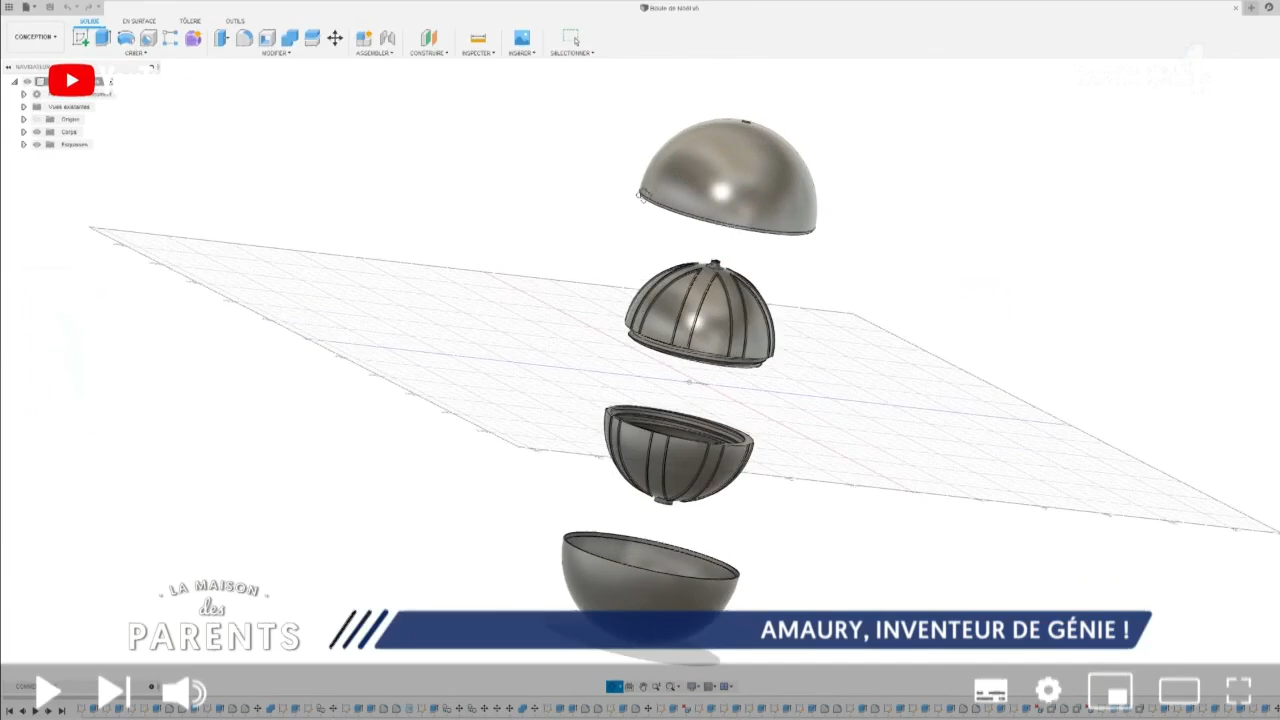 Boule de Noël v6
SOLIDE
EN SURFACE
TÔLERIE
OUTILS
CONCEPTION
CRÉER
MODIFIER
ASSEMBLER
CONSTRUIRE
INSPECTER
INSÉRER
SÉLECTIONNER
Vues existantes
Origine
Corps
Esquisses
LA MAISON
des
PARENTS
AMAURY, INVENTEUR DE GÉNIE !